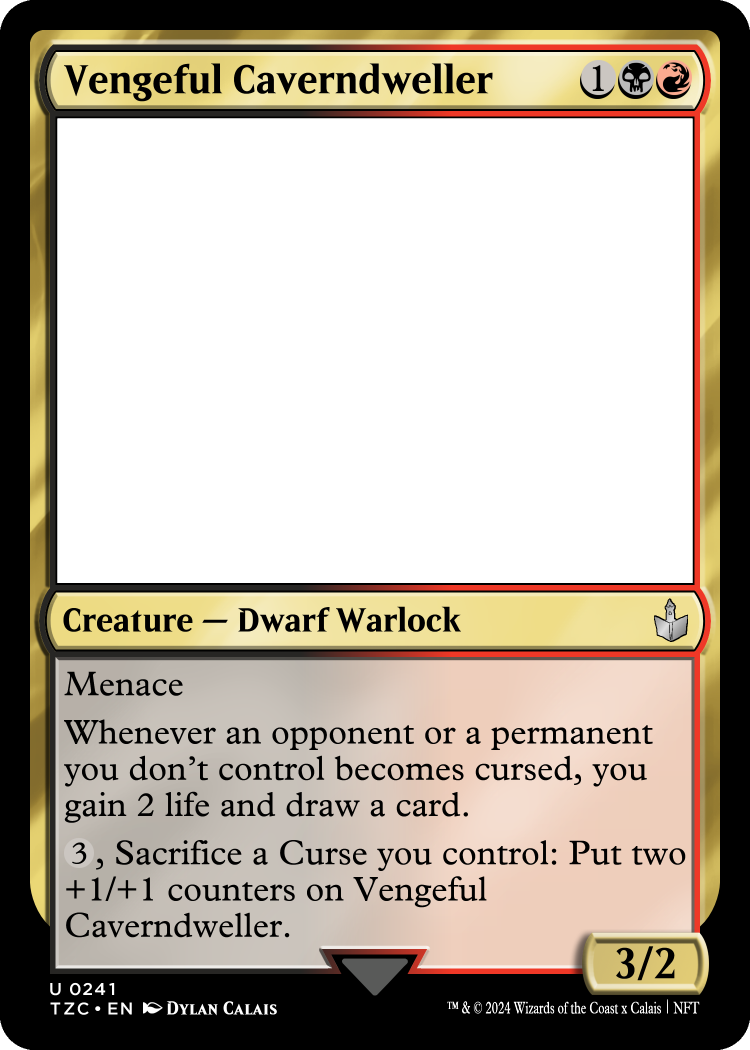 Vengeful Caverndweller 1
Creature — Dwarf Warlock
Menace
Whenever an opponent or a permanent
you don’t control becomes cursed, you
gain 2 life and draw a card.
3, Sacrifice a Curse you control: Put two
+1/+1 counters on Vengeful
Caverndweller.
3/2
U 0241
TZC • EN Dylan Calais
™ & © 2024 Wizards of the Coast x Calais | NFT